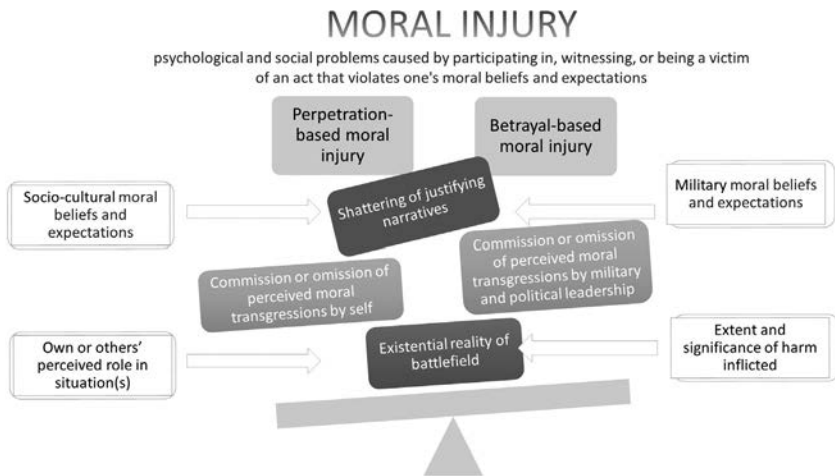 MORAL INJURY
psychological and social problems caused by participating in, witnessing, or being a victim
of an act that violates one's moral beliefs and expectations
Perpetration-
based moral
injury
Betrayal-based
moral injury
Socio-cultural moral
beliefs and
expectations
Shattering of justifying
narratives
Military moral beliefs
and expectations
Commission or omission of
perceived moral
transgressions by self
Commission or omission
of perceived moral
transgressions by military
and political leadership
Own or others'
perceived role in
situation(s)
Existential reality of
battlefield
Extent and
significance of harm
inflicted